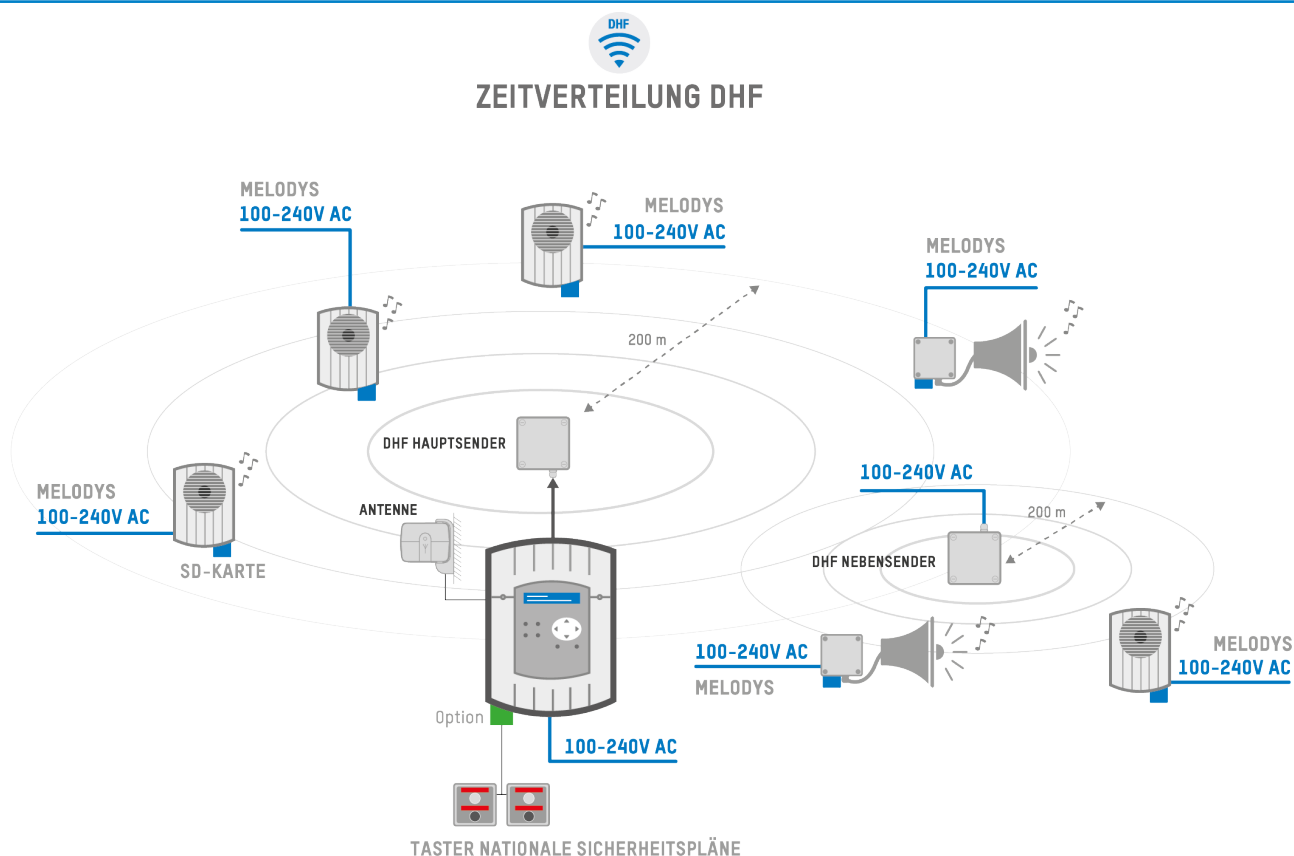 DHF
ZEITVERTEILUNG DHF
MELODYS
100-240V AC
MELODYS
100-240V AC
MELODYS
100-240V AC
200 m
DHF HAUPTSENDER
100-240V AC
MELODYS
100-240V AC
ANTENNE
200 m
DHF NEBENSENDER
SD-KARTE
100-240V AC
MELODYS
MELODYS
100-240V AC
Option
100-240V AC
TASTER NATIONALE SICHERHEITSPLÄNE